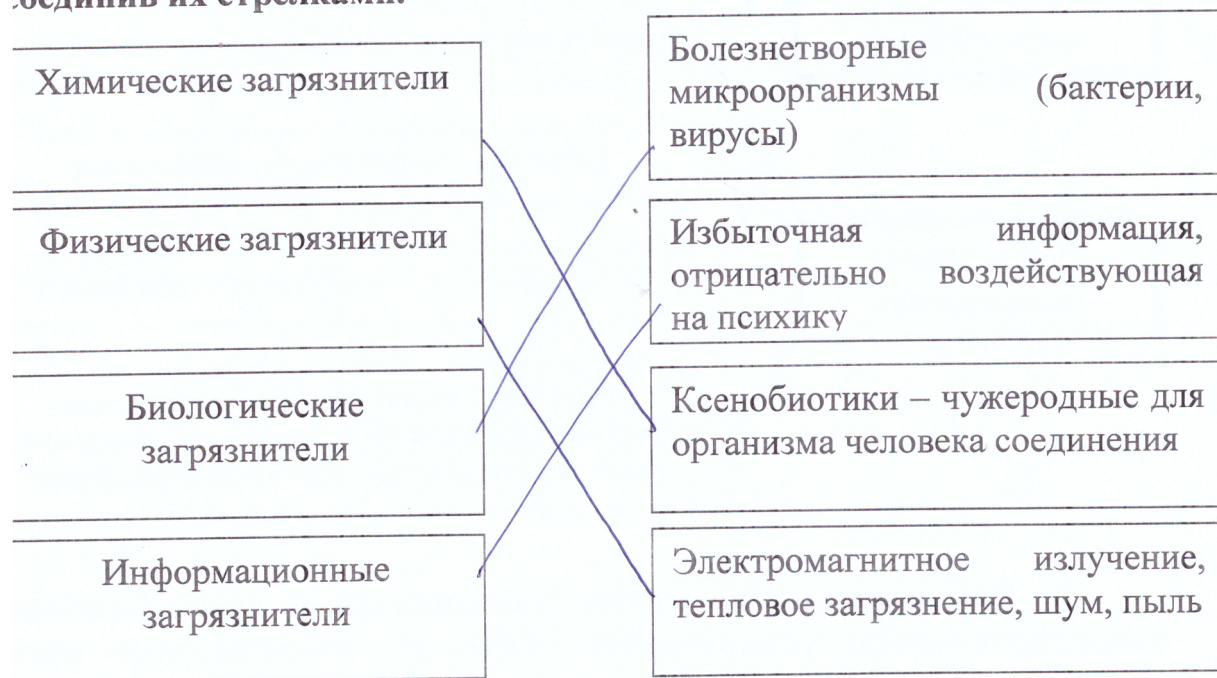 соединив их стрелками.
Химические загрязнители
Болезнетворные
микроорганизмы (бактерии,
вирусы)
Физические загрязнители
Избыточная информация,
отрицательно воздействующая
на психику
Биологические
загрязнители
Ксенобиотики – чужеродные для
организма человека соединения
Информационные
загрязнители
Электромагнитное излучение,
тепловое загрязнение, шум, пыль